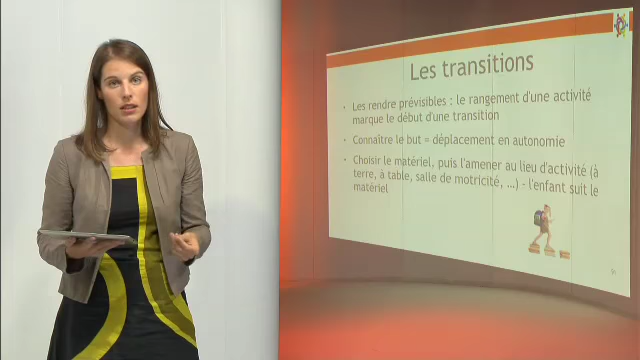 Les transitions
• Les rendre prévisibles : le rangement d'une activité
marque le début d'une transition
• Connaître le but = déplacement en autonomie
• Choisir le matériel, puis l'amener au lieu d'activité (à
terre, à table, salle de motricité, ...) - l'enfant suit le
matériel